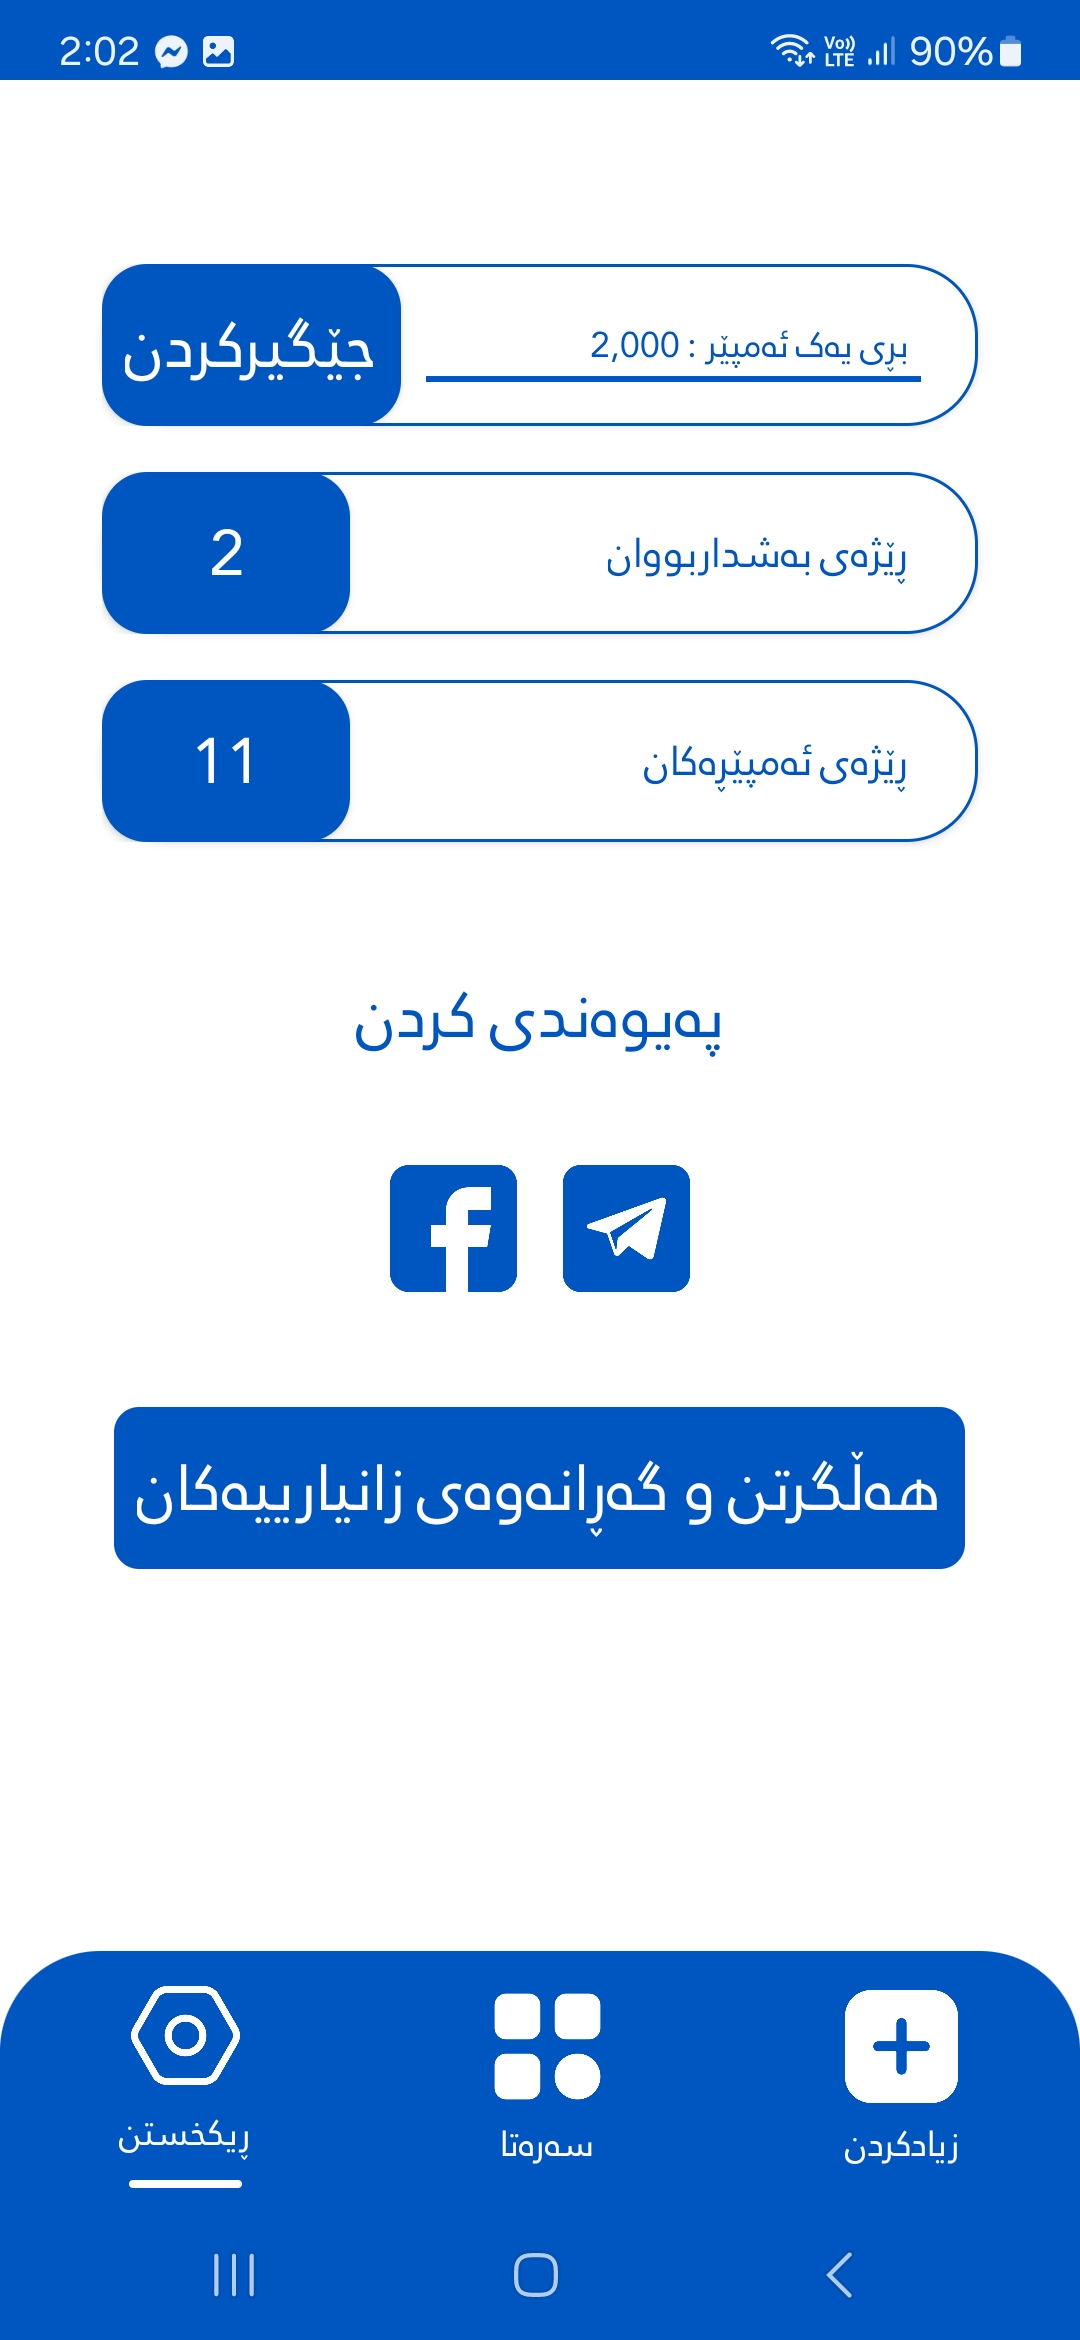 2:02
Vo)) LTE
90%
بڕی یەک ئەمپێر : 2,000
جێگیرکردن
ڕێژەی بەشداربووان
2
ڕێژەی ئەمپێڕەکان
11
پەیوەندی کردن
هەڵگرتن و گەڕانەوەی زانیارییەکان
زیادکردن
سەرەتا
ڕیکخستن